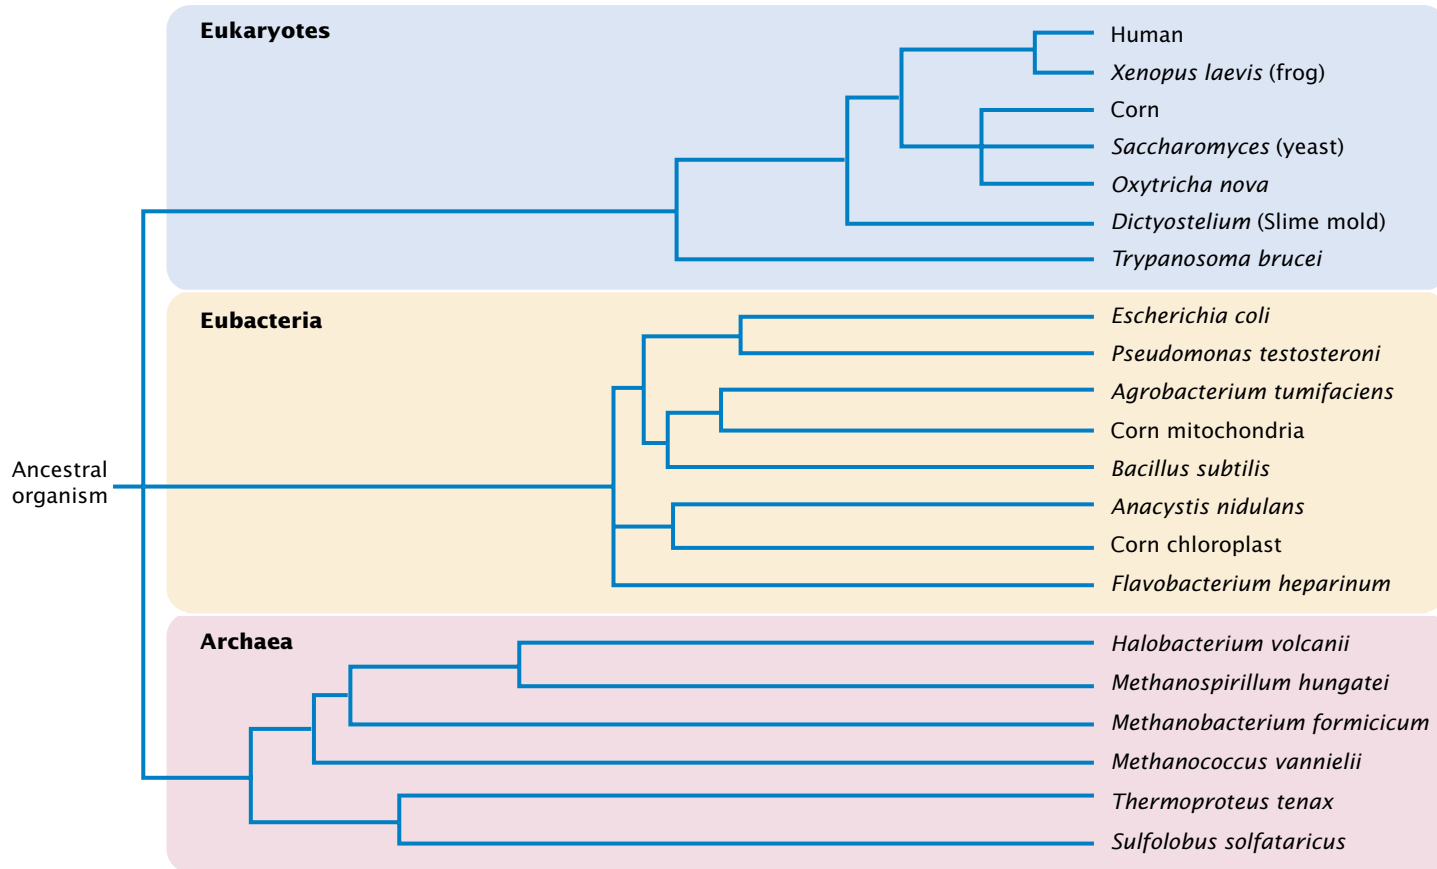 Eukaryotes
Human
Xenopus laevis (frog)
Corn
Saccharomyces (yeast)
Oxytricha nova
Dictyostelium (Slime mold)
Trypanosoma brucei
Eubacteria
Escherichia coli
Pseudomonas testosteroni
Agrobacterium tumifaciens
Corn mitochondria
Bacillus subtilis
Anacystis nidulans
Corn chloroplast
Flavobacterium heparinum
Ancestral
organism
Archaea
Halobacterium volcanii
Methanospirillum hungatei
Methanobacterium formicicum
Methanococcus vannielii
Thermoproteus tenax
Sulfolobus solfataricus